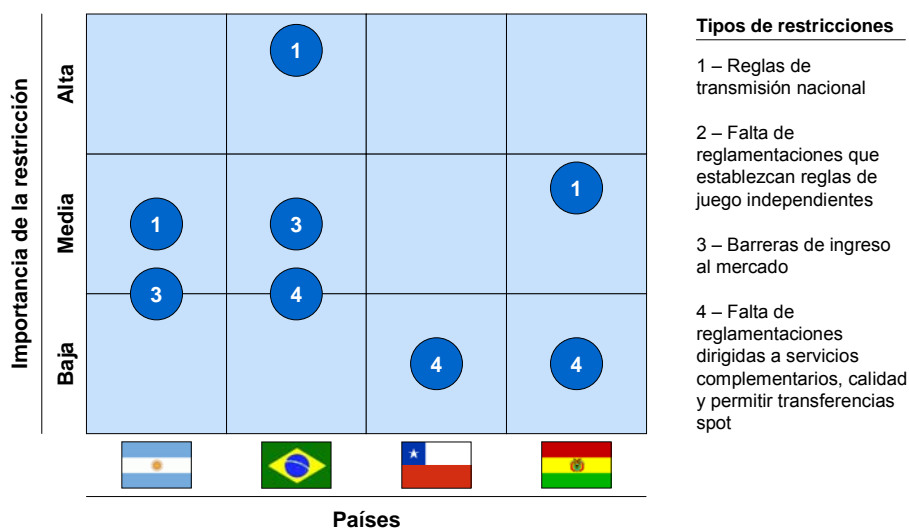 Importancia de la restricción
Alta
Media
Baja
1
1
1
3
3
4
4
4
Países
Tipos de restricciones
1 – Reglas de
transmisión nacional
2 – Falta de
reglamentaciones que
establezcan reglas de
juego independientes
3 – Barreras de ingreso
al mercado
4 – Falta de
reglamentaciones
dirigidas a servicios
complementarios, calidad
y permitir transferencias
spot